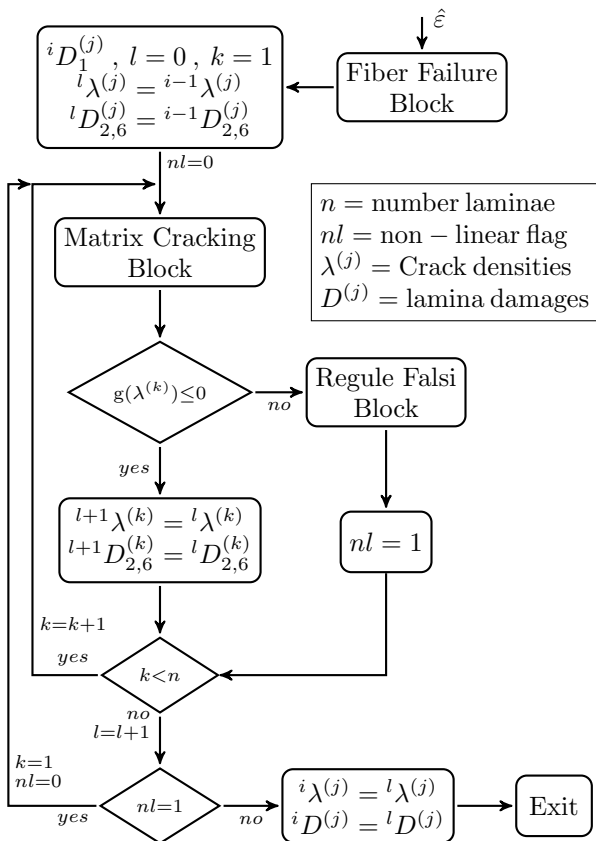 ε̂
Fiber Failure
Block
ⁱD₁⁽ʲ⁾ , l = 0 , k = 1
ˡλ⁽ʲ⁾ = ⁱ⁻¹λ⁽ʲ⁾
ˡD₂,₆⁽ʲ⁾ = ⁱ⁻¹D₂,₆⁽ʲ⁾
nl=0
n = number laminae
nl = non − linear flag
λ⁽ʲ⁾ = Crack densities
D⁽ʲ⁾ = lamina damages
Matrix Cracking
Block
g(λ⁽ᵏ⁾)≤0
no
Regule Falsi
Block
yes
ˡ⁺¹λ⁽ᵏ⁾ = ˡλ⁽ᵏ⁾
ˡ⁺¹D₂,₆⁽ᵏ⁾ = ˡD₂,₆⁽ᵏ⁾
nl = 1
k=k+1
yes
k<n
no
l=l+1
k=1
nl=0
yes
nl=1
no
ⁱλ⁽ʲ⁾ = ˡλ⁽ʲ⁾
ⁱD⁽ʲ⁾ = ˡD⁽ʲ⁾
Exit